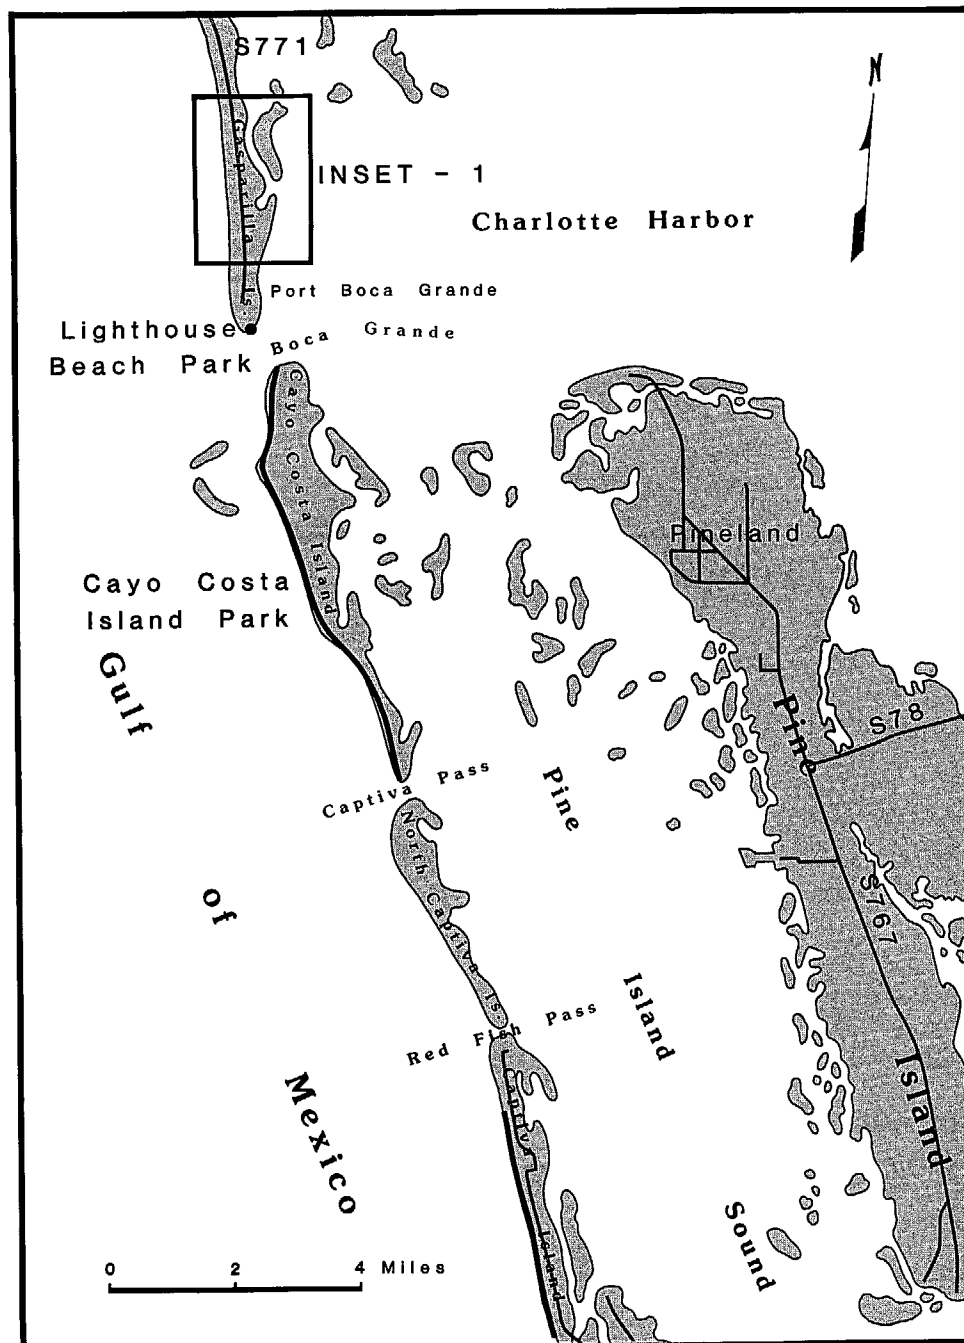 S771
N
Gasparilla Is.
INSET - 1
Charlotte Harbor
Port Boca Grande
Lighthouse
Beach Park
Boca Grande
Cayo Costa Island
Pineland
Cayo Costa
Island Park
Gulf
of
Mexico
Pine
Island
S78
S767
Captiva Pass
Pine
Island
Sound
North Captiva Is.
Red Fish Pass
Captiva Island
0 2 4 Miles